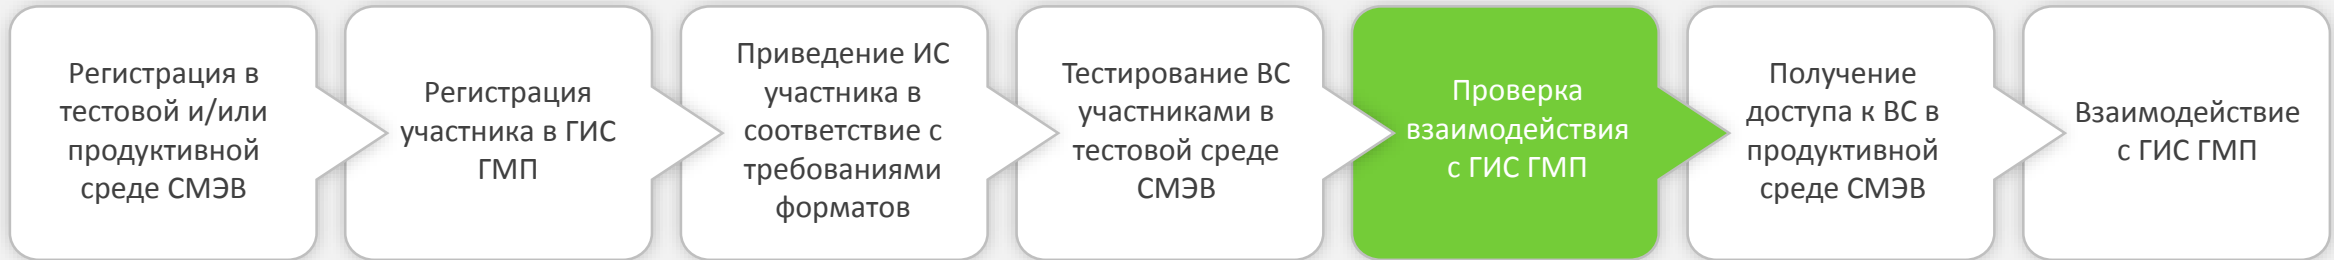 Регистрация в
тестовой и/или
продуктивной
среде СМЭВ
Регистрация
участника в ГИС
ГМП
Приведение ИС
участника в
соответствие с
требованиями
форматов
Тестирование ВС
участниками в
тестовой среде
СМЭВ
Проверка
взаимодействия
с ГИС ГМП
Получение
доступа к ВС в
продуктивной
среде СМЭВ
Взаимодействие
с ГИС ГМП